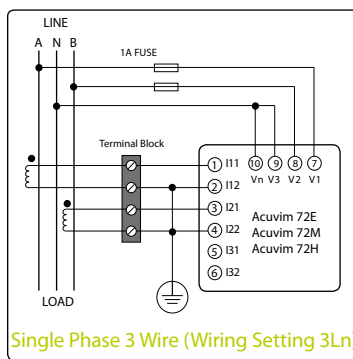 LINE
A N B
1A FUSE
Terminal Block
10 9 8 7
Vn V3 V2 V1
1 I11
2 I12
3 I21
4 I22
5 I31
6 I32
Acuvim 72E
Acuvim 72M
Acuvim 72H
LOAD
Single Phase 3 Wire (Wiring Setting 3Ln)